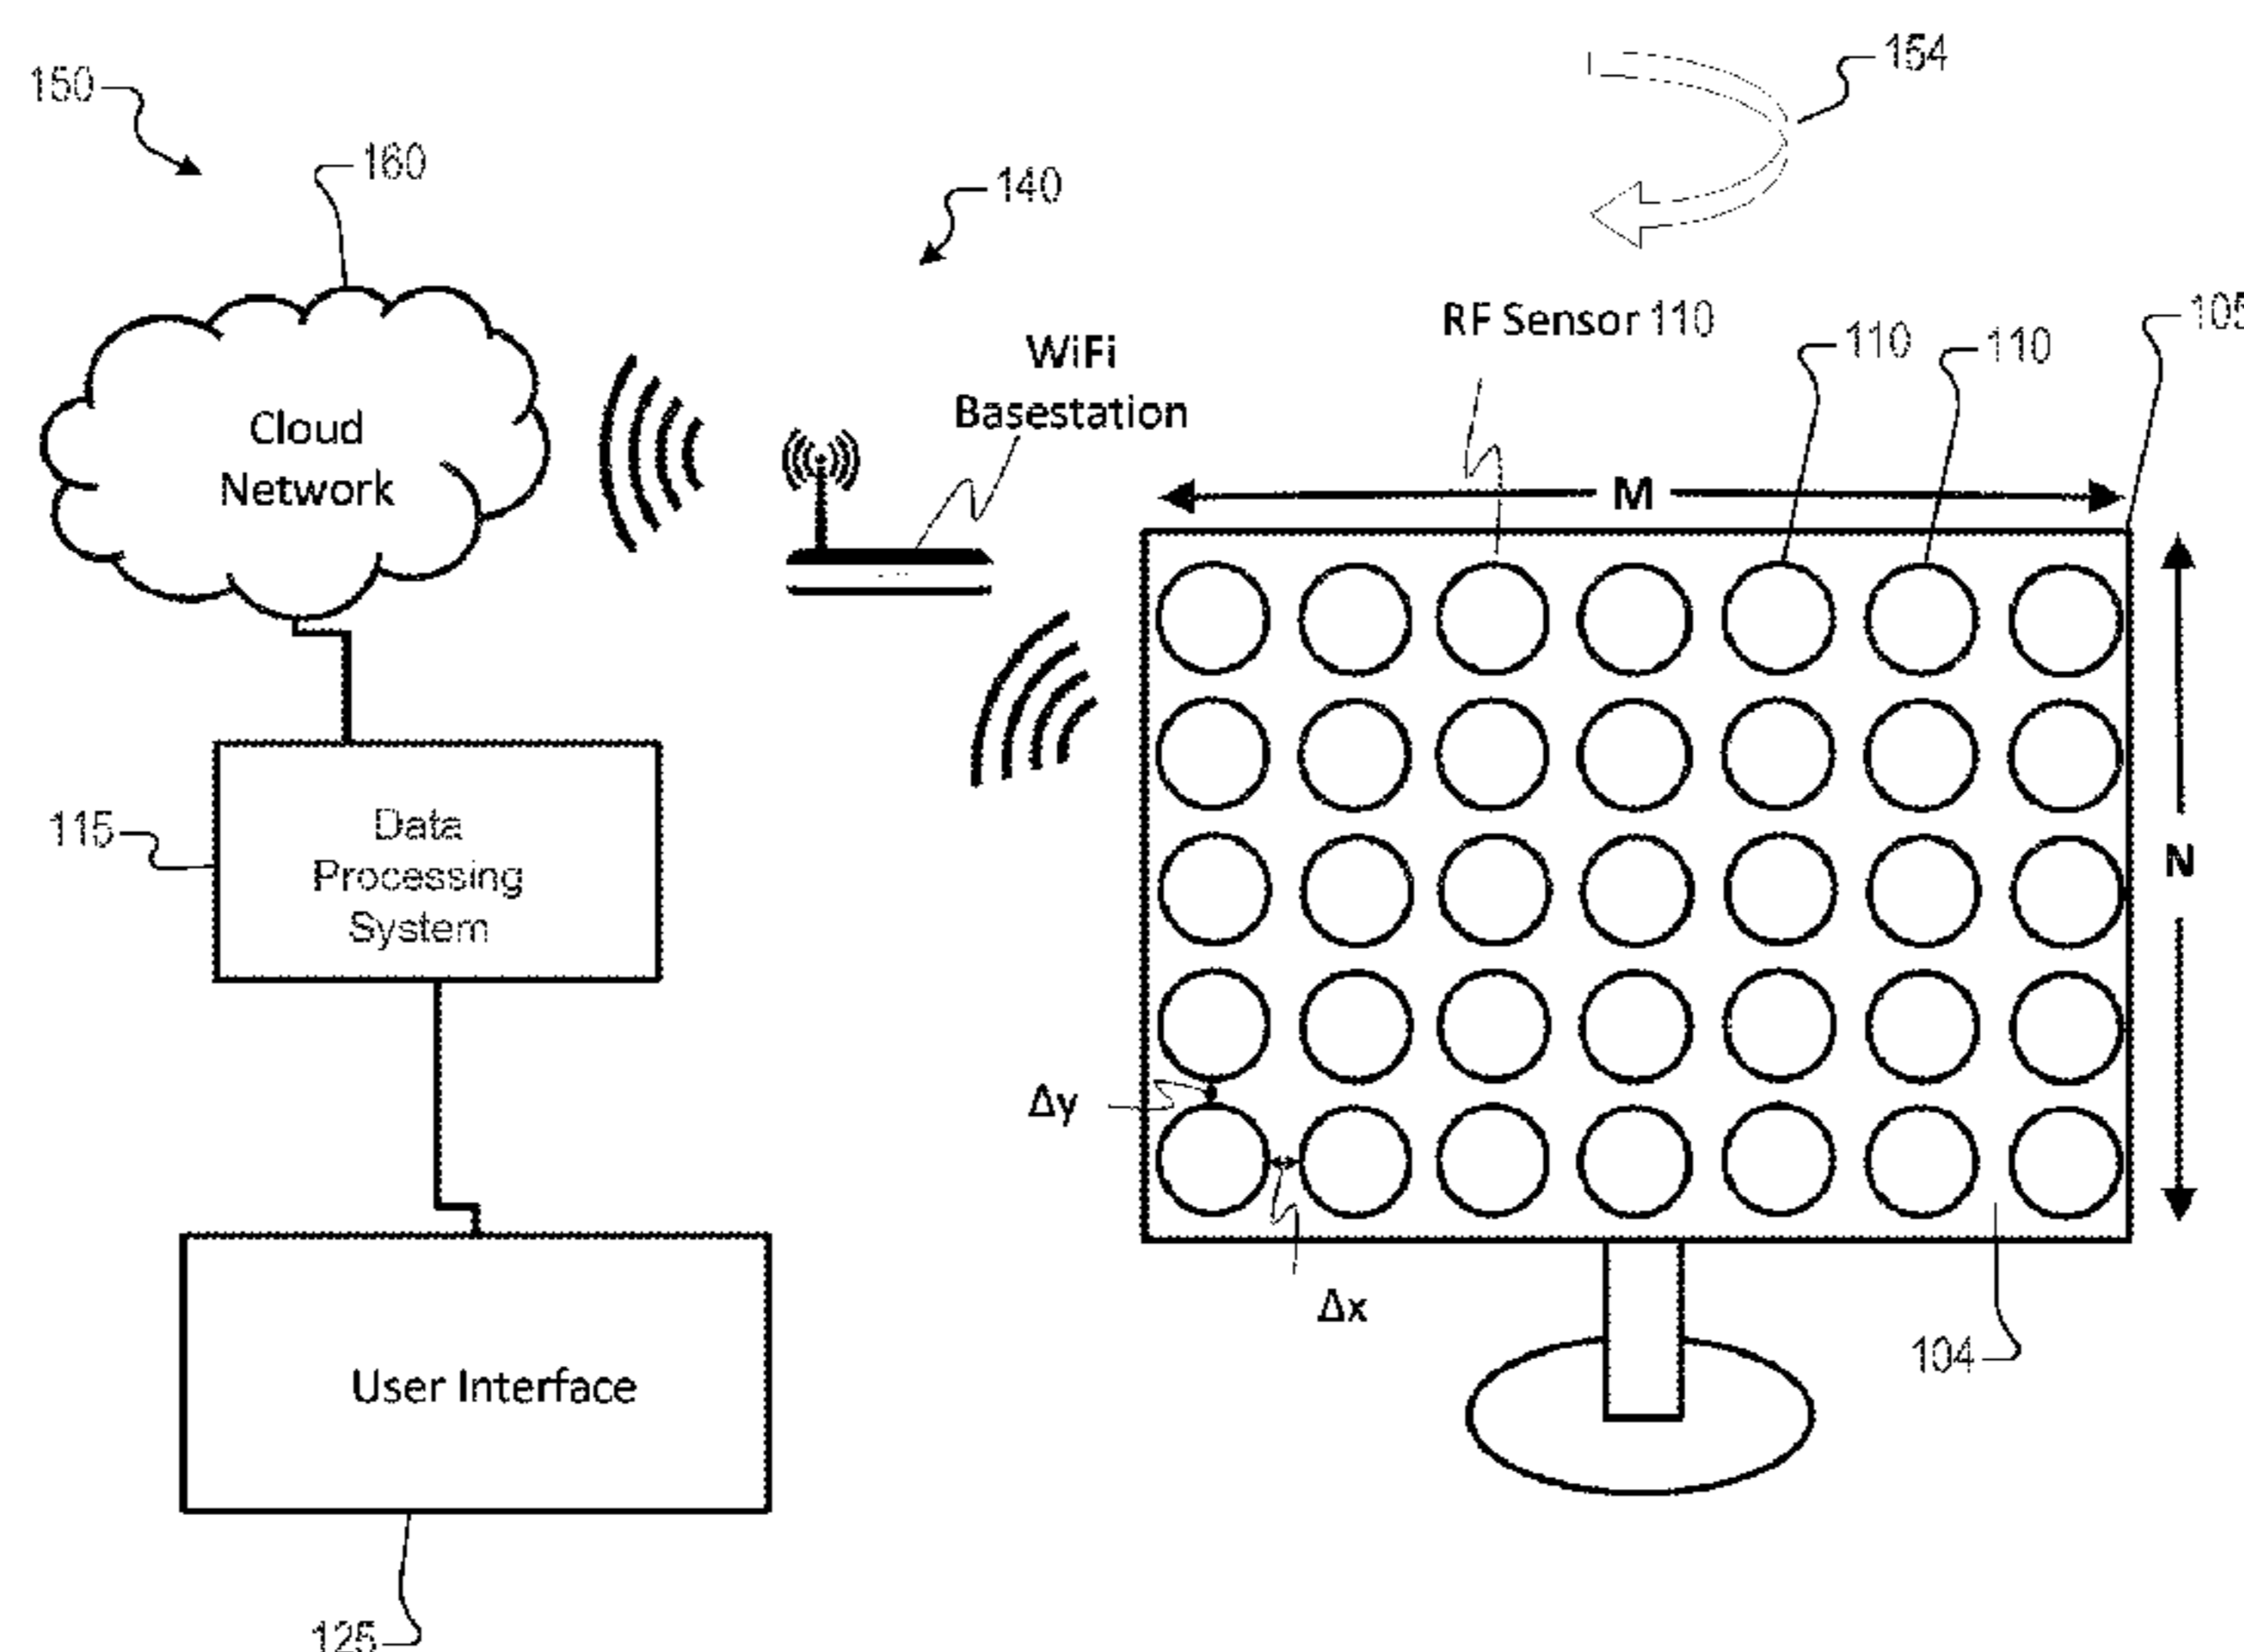 150
154
160
140
105
RF Sensor 110
110
110
WiFi
Basestation
Cloud
Network
M
115
Data
Processing
System
N
Δy
Δx
104
User Interface
125